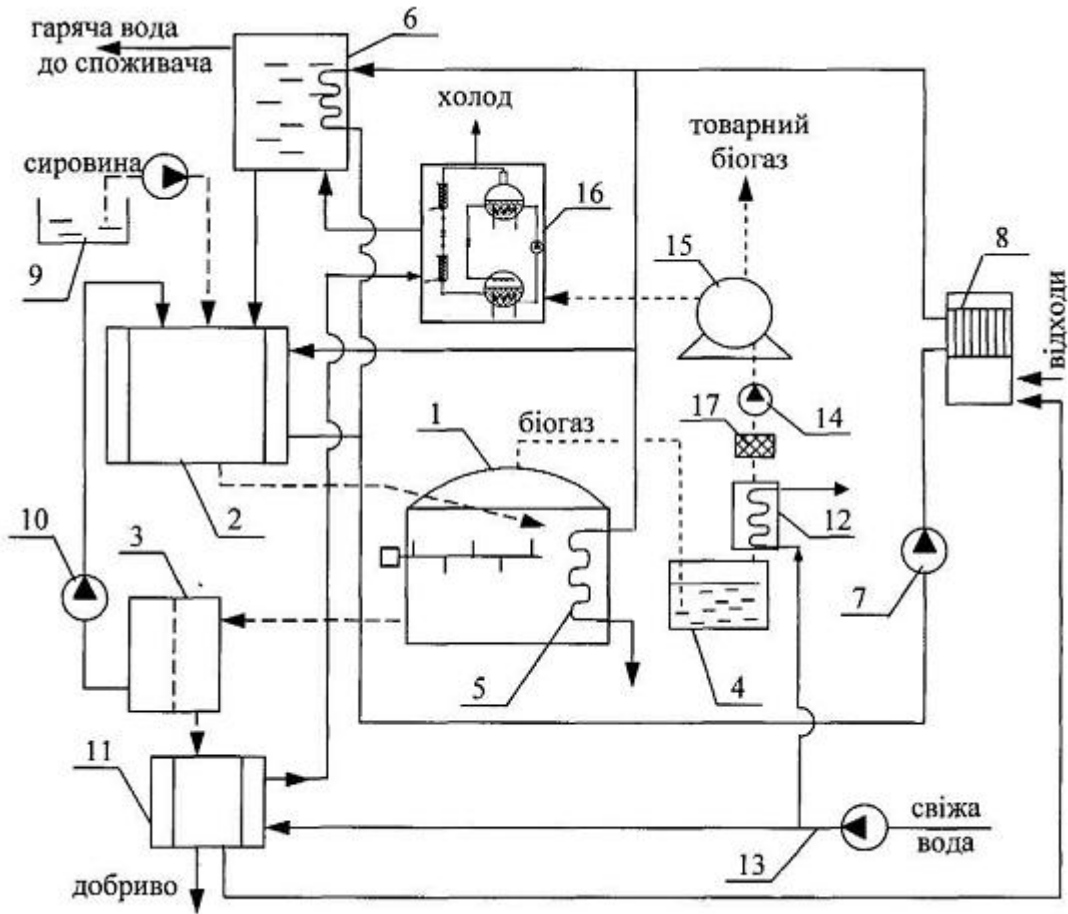 гаряча вода
до споживача
6
холод
товарний
біогаз
сировина
16
15
8
9
відходи
1
біогаз
17
14
2
12
10
3
7
5
4
11
свіжа
вода
13
добриво